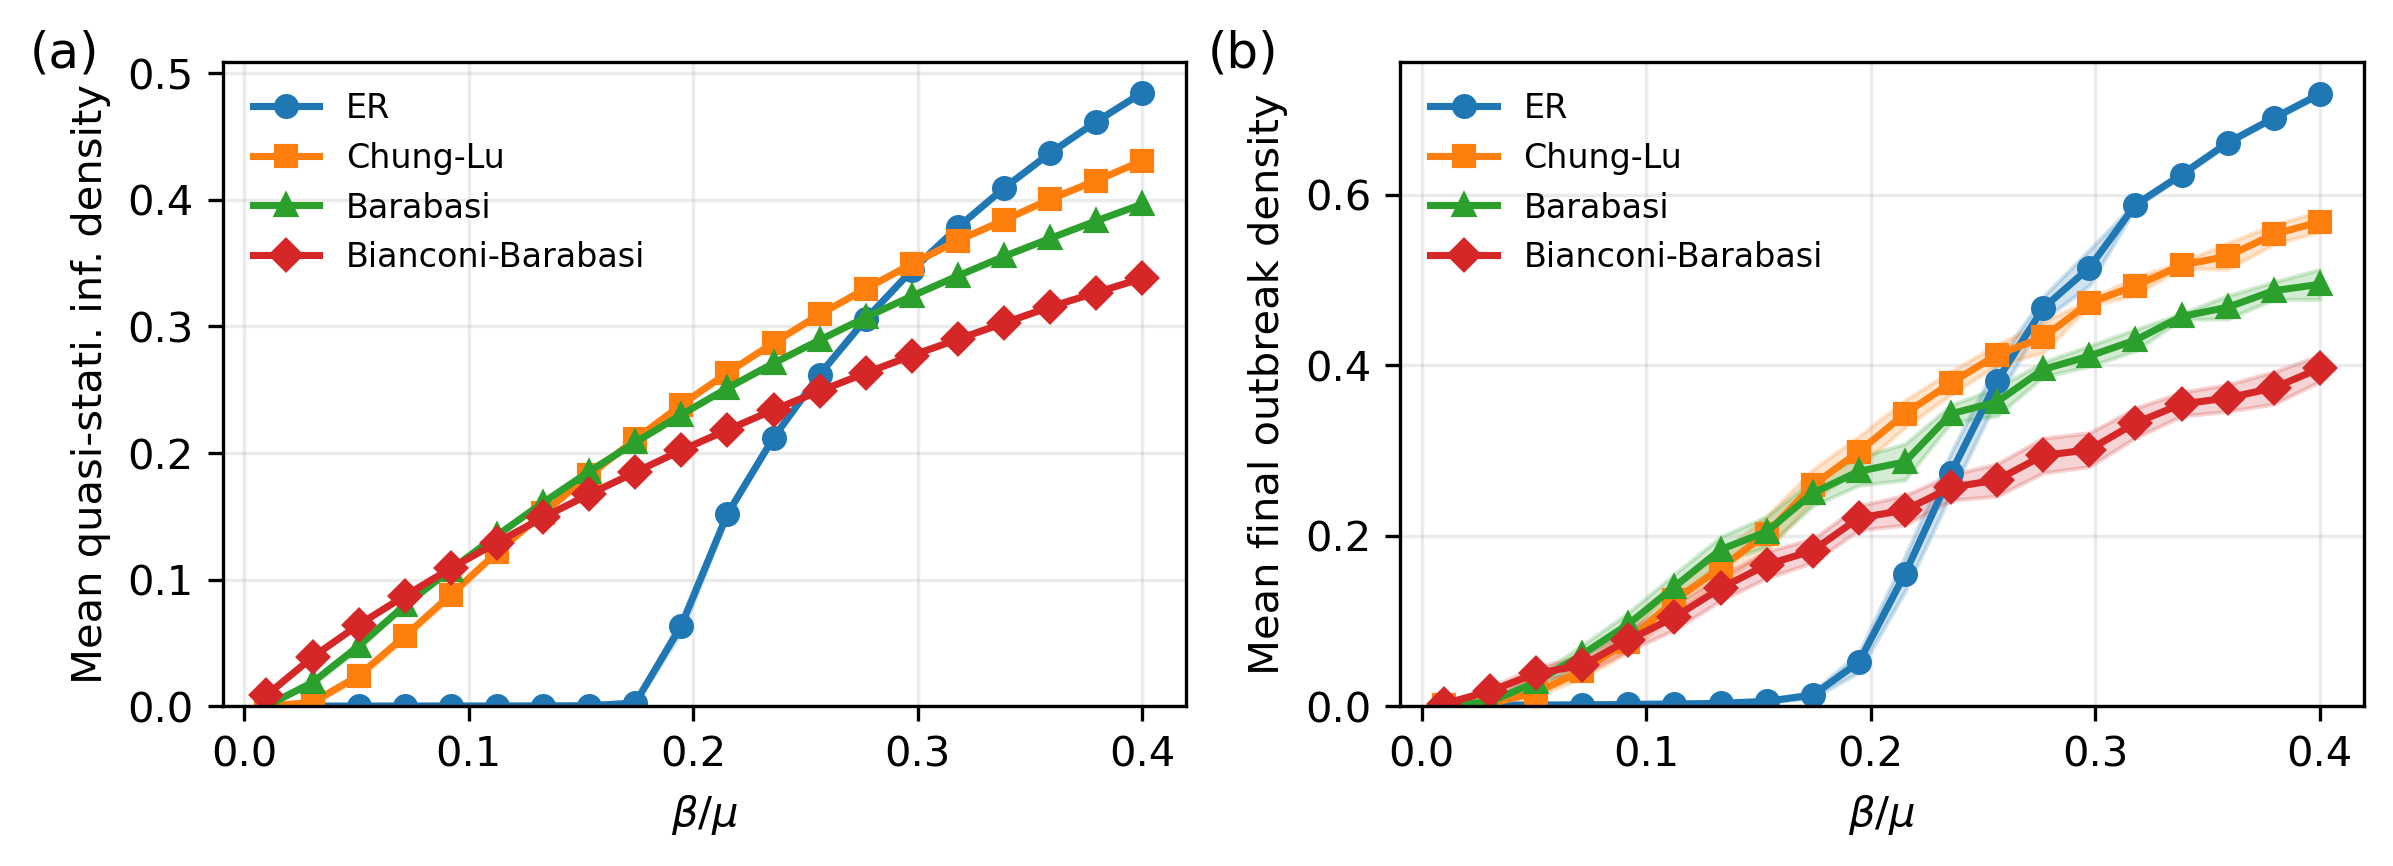 (a)
Mean quasi-stati. inf. density
0.5
0.4
0.3
0.2
0.1
0.0
ER
Chung-Lu
Barabasi
Bianconi-Barabasi
0.0 0.1 0.2 0.3 0.4
β/μ
(b)
Mean final outbreak density
0.6
0.4
0.2
0.0
ER
Chung-Lu
Barabasi
Bianconi-Barabasi
0.0 0.1 0.2 0.3 0.4
β/μ